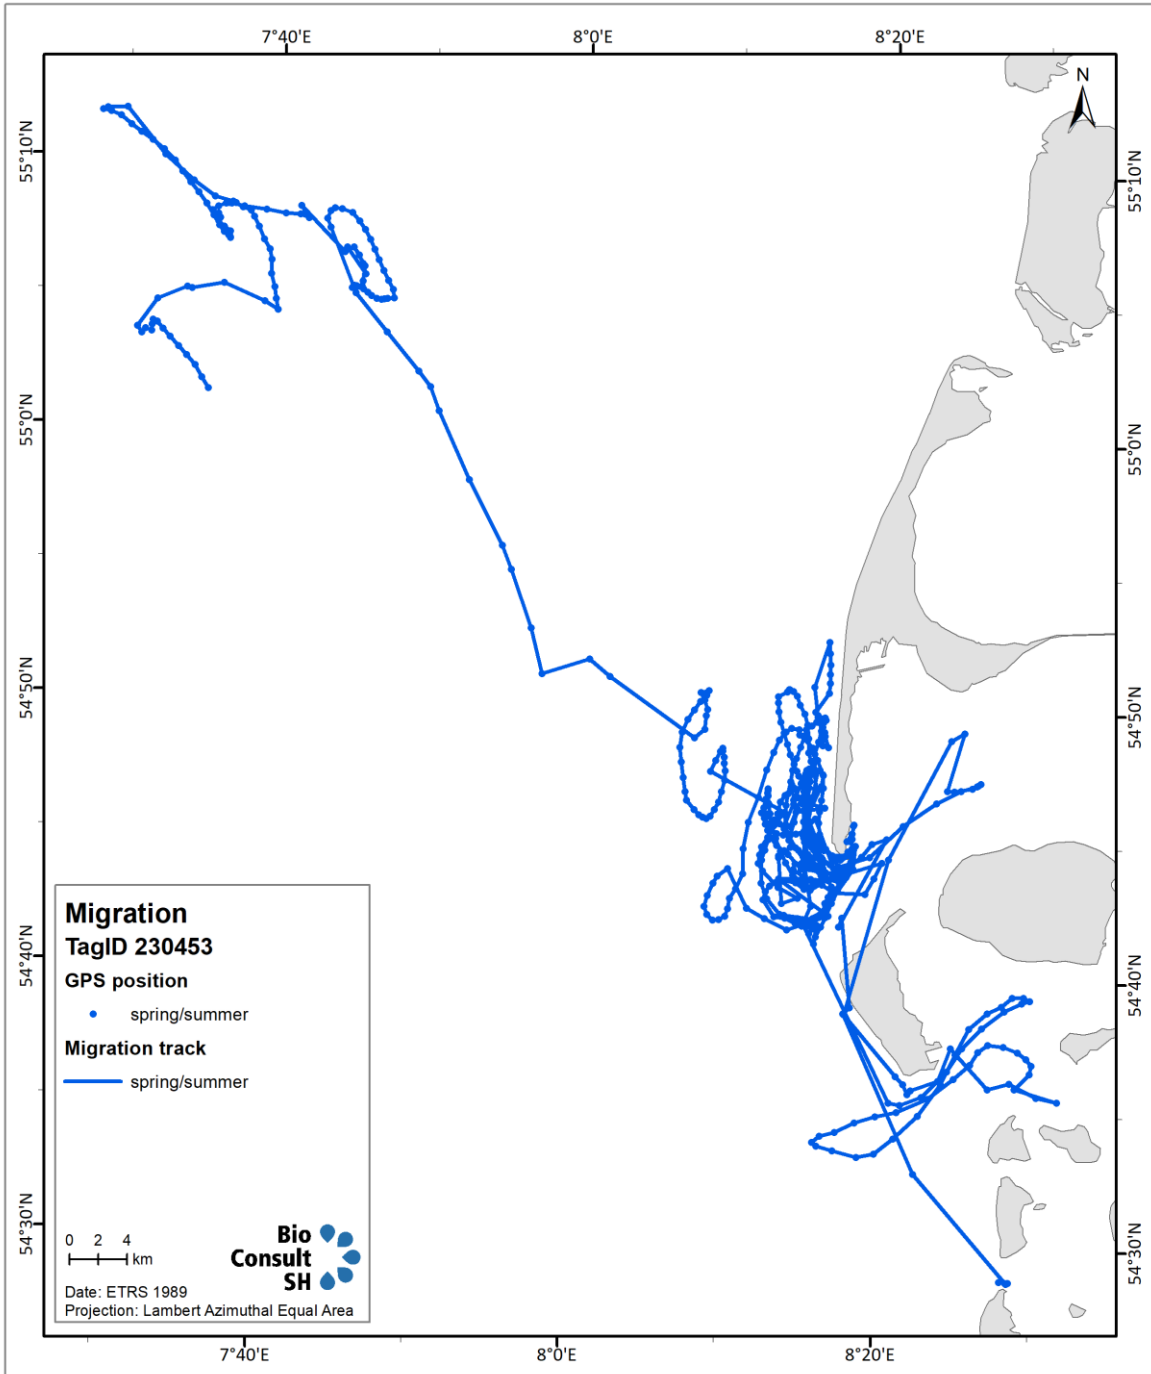 7°40'E 8°0'E 8°20'E
N
55°10'N
55°10'N
55°0'N
55°0'N
54°50'N
54°50'N
54°40'N
54°40'N
54°30'N
54°30'N
Migration
TagID 230453
GPS position
spring/summer
Migration track
spring/summer
0 2 4
km
Bio
Consult
SH
Date: ETRS 1989
Projection: Lambert Azimuthal Equal Area
7°40'E 8°0'E 8°20'E